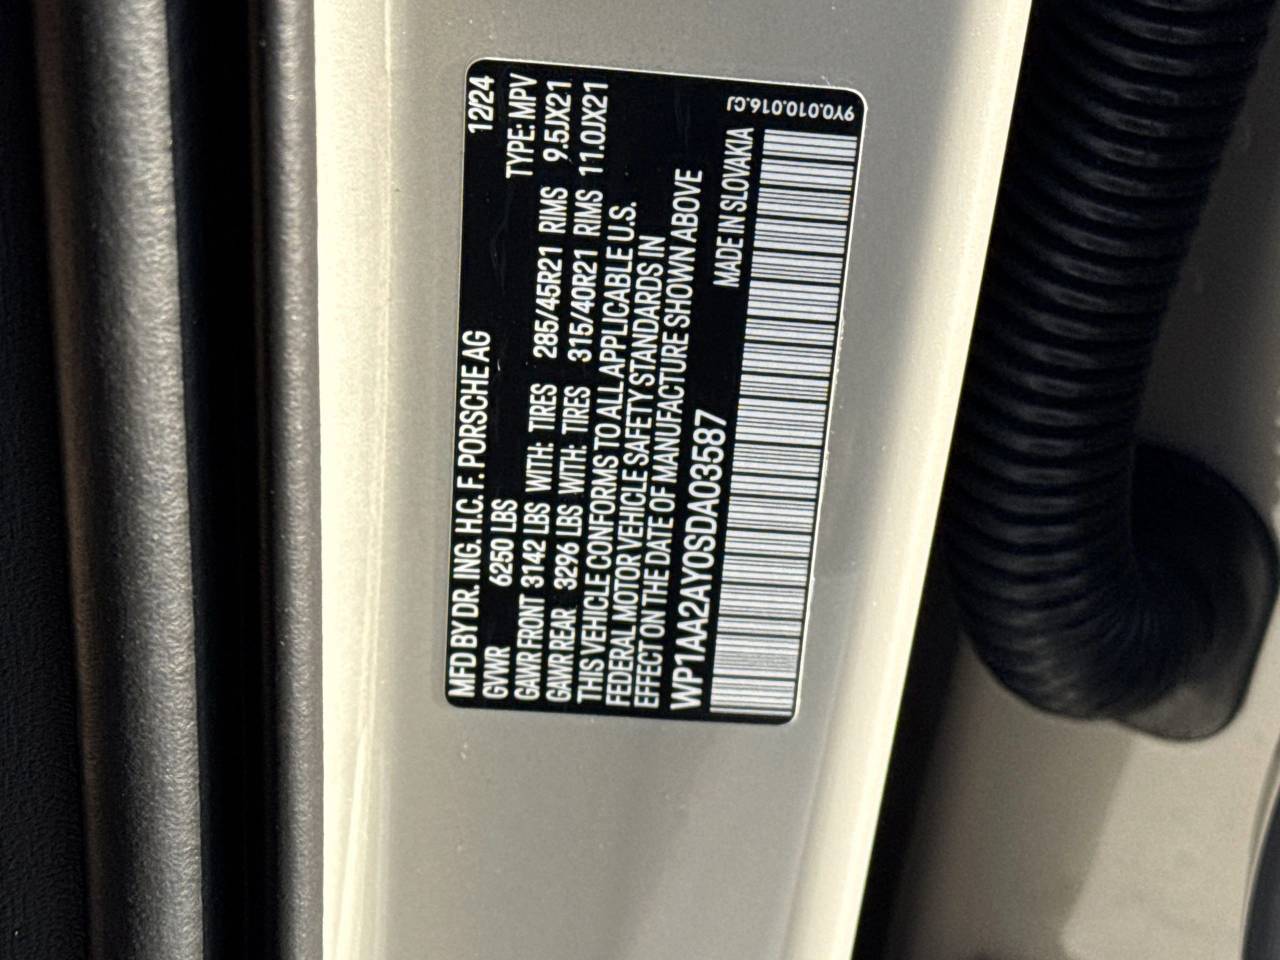 MFD BY DR. ING. H.C. F. PORSCHE AG 12/24
GVWR 6250 LBS TYPE: MPV
GAWR FRONT 3142 LBS WITH: TIRES 285/45R21 RIMS 9.5JX21
GAWR REAR 3296 LBS WITH: TIRES 315/40R21 RIMS 11.0JX21
THIS VEHICLE CONFORMS TO ALL APPLICABLE U.S.
FEDERAL MOTOR VEHICLE SAFETY STANDARDS IN
EFFECT ON THE DATE OF MANUFACTURE SHOWN ABOVE
WP1AA2AY0SDA03587 MADE IN SLOVAKIA
9Y0.010.016.CJ